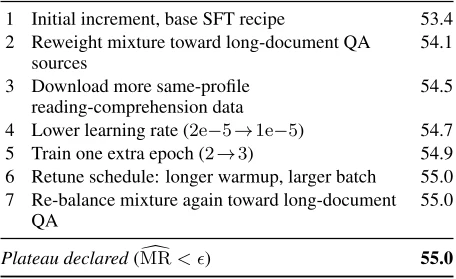 1 Initial increment, base SFT recipe 53.4
2 Reweight mixture toward long-document QA 54.1
sources
3 Download more same-profile 54.5
reading-comprehension data
4 Lower learning rate (2e−5→1e−5) 54.7
5 Train one extra epoch (2→3) 54.9
6 Retune schedule: longer warmup, larger batch 55.0
7 Re-balance mixture again toward long-document 55.0
QA
Plateau declared (\widehat{MR} < ϵ) 55.0